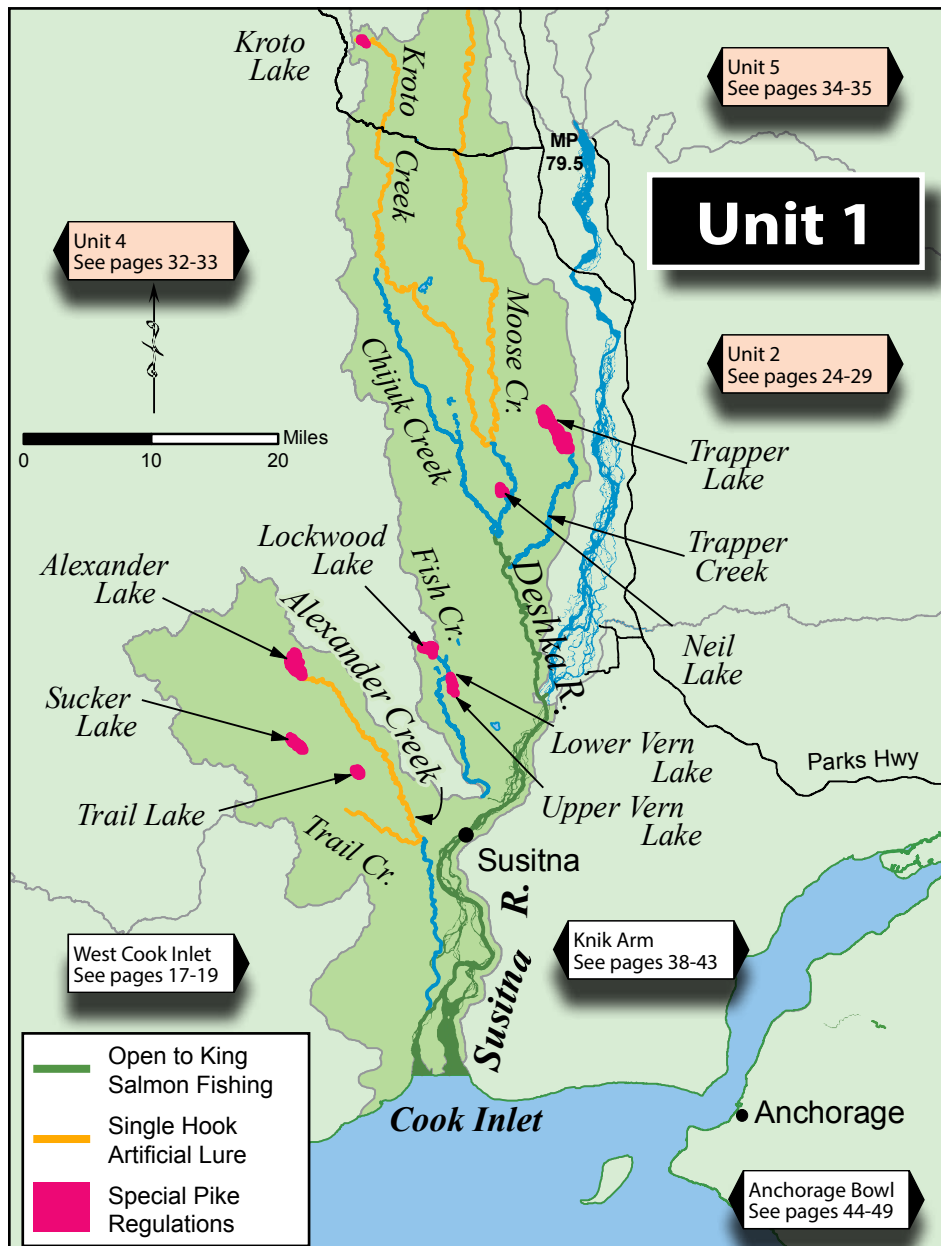 Kroto
Lake
Kroto
Creek
Unit 5
See pages 34-35
MP
79.5
Unit 1
Unit 4
See pages 32-33
Moose Cr.
Unit 2
See pages 24-29
Chijuk Creek
Miles
0 10 20
Trapper
Lake
Lockwood
Lake
Trapper
Creek
Alexander
Lake
Fish Cr.
Deshka R.
Alexander Creek
Neil
Lake
Sucker
Lake
Lower Vern
Lake
Parks Hwy
Trail Lake
Upper Vern
Lake
Trail Cr.
Susitna
Susitna R.
West Cook Inlet
See pages 17-19
Knik Arm
See pages 38-43
Open to King
Salmon Fishing
Single Hook
Artificial Lure
Special Pike
Regulations
Cook Inlet
Anchorage
Anchorage Bowl
See pages 44-49